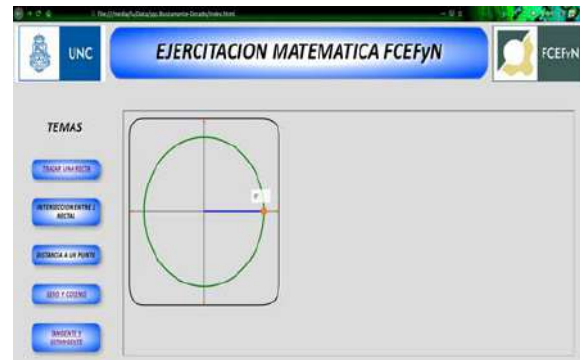 UNC
EJERCITACION MATEMATICA FCEFyN
FCEFyN
TEMAS
TRAZAR UNA RECTA
INTERSECCION ENTRE 2
RECTAS
DISTANCIA A UN PUNTO
SENO Y COSENO
TANGENTE Y